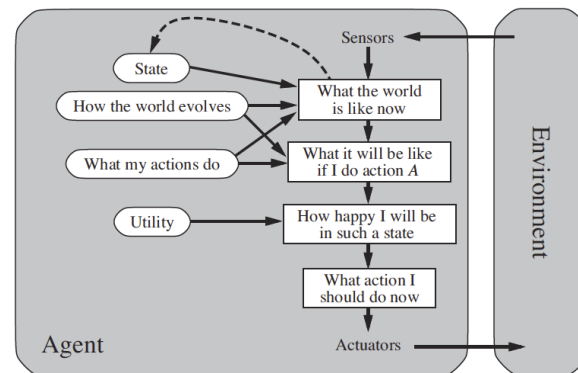 Sensors
State
What the world
is like now
How the world evolves
What my actions do
What it will be like
if I do action A
Utility
How happy I will be
in such a state
What action I
should do now
Agent
Actuators
Environment